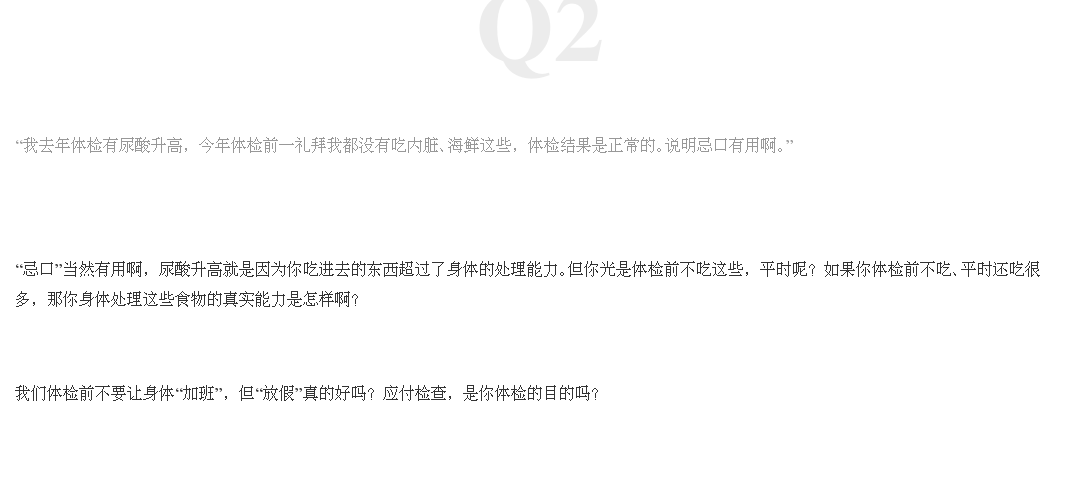 Q2
“我去年体检有尿酸升高，今年体检前一礼拜我都没有吃内脏、海鲜这些，体检结果是正常的。说明忌口有用啊。”
“忌口”当然有用啊，尿酸升高就是因为你吃进去的东西超过了身体的处理能力。但你光是体检前不吃这些，平时呢？如果你体检前不吃、平时还吃很
多，那你身体处理这些食物的真实能力是怎样啊？
我们体检前不要让身体“加班”，但“放假”真的好吗？应付检查，是你体检的目的吗？